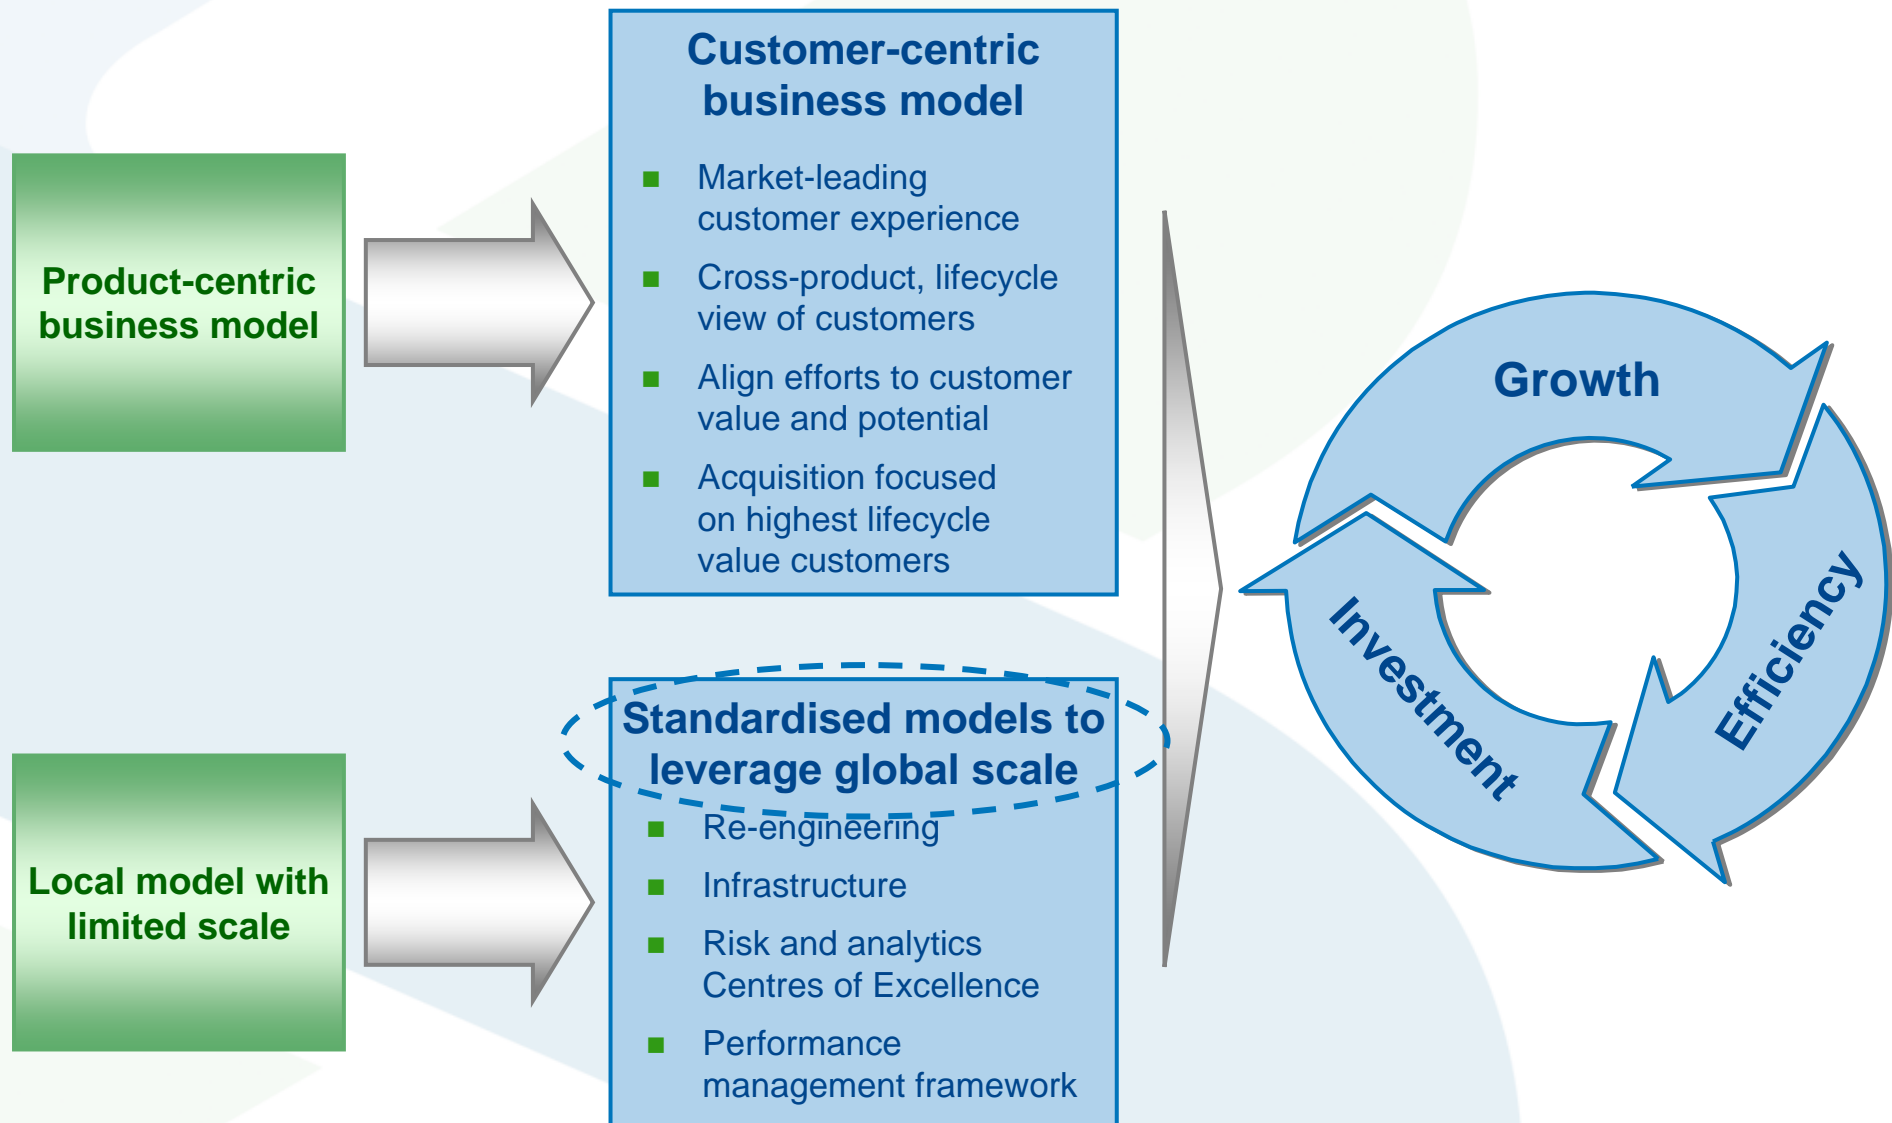 Product-centric
business model
Customer-centric
business model
Market-leading
customer experience
Cross-product, lifecycle
view of customers
Align efforts to customer
value and potential
Acquisition focused
on highest lifecycle
value customers
Local model with
limited scale
Standardised models to
leverage global scale
Re-engineering
Infrastructure
Risk and analytics
Centres of Excellence
Performance
management framework
Growth
Efficiency
Investment